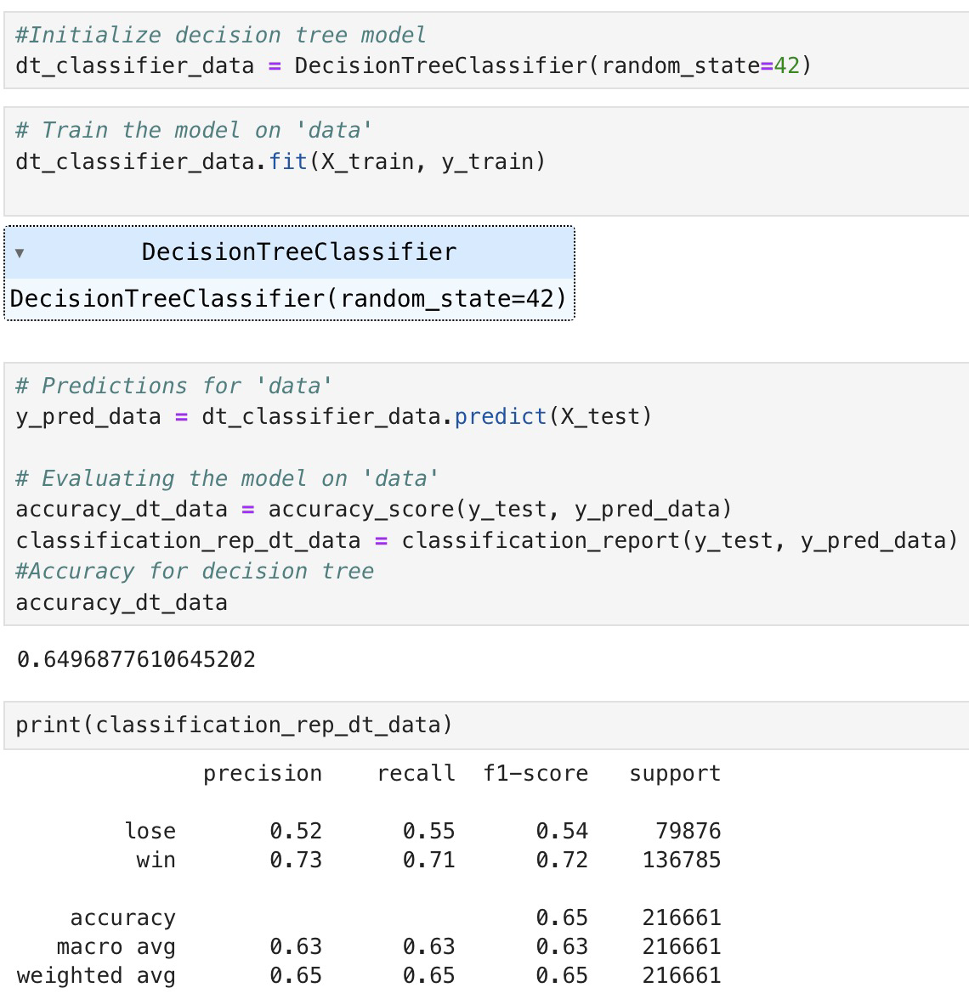 #Initialize decision tree model
dt_classifier_data = DecisionTreeClassifier(random_state=42)
# Train the model on 'data'
dt_classifier_data.fit(X_train, y_train)
▼ DecisionTreeClassifier
DecisionTreeClassifier(random_state=42)
# Predictions for 'data'
y_pred_data = dt_classifier_data.predict(X_test)
# Evaluating the model on 'data'
accuracy_dt_data = accuracy_score(y_test, y_pred_data)
classification_rep_dt_data = classification_report(y_test, y_pred_data)
#Accuracy for decision tree
accuracy_dt_data
0.6496877610645202
print(classification_rep_dt_data)
precision recall f1-score support
lose 0.52 0.55 0.54 79876
win 0.73 0.71 0.72 136785
accuracy 0.65 216661
macro avg 0.63 0.63 0.63 216661
weighted avg 0.65 0.65 0.65 216661